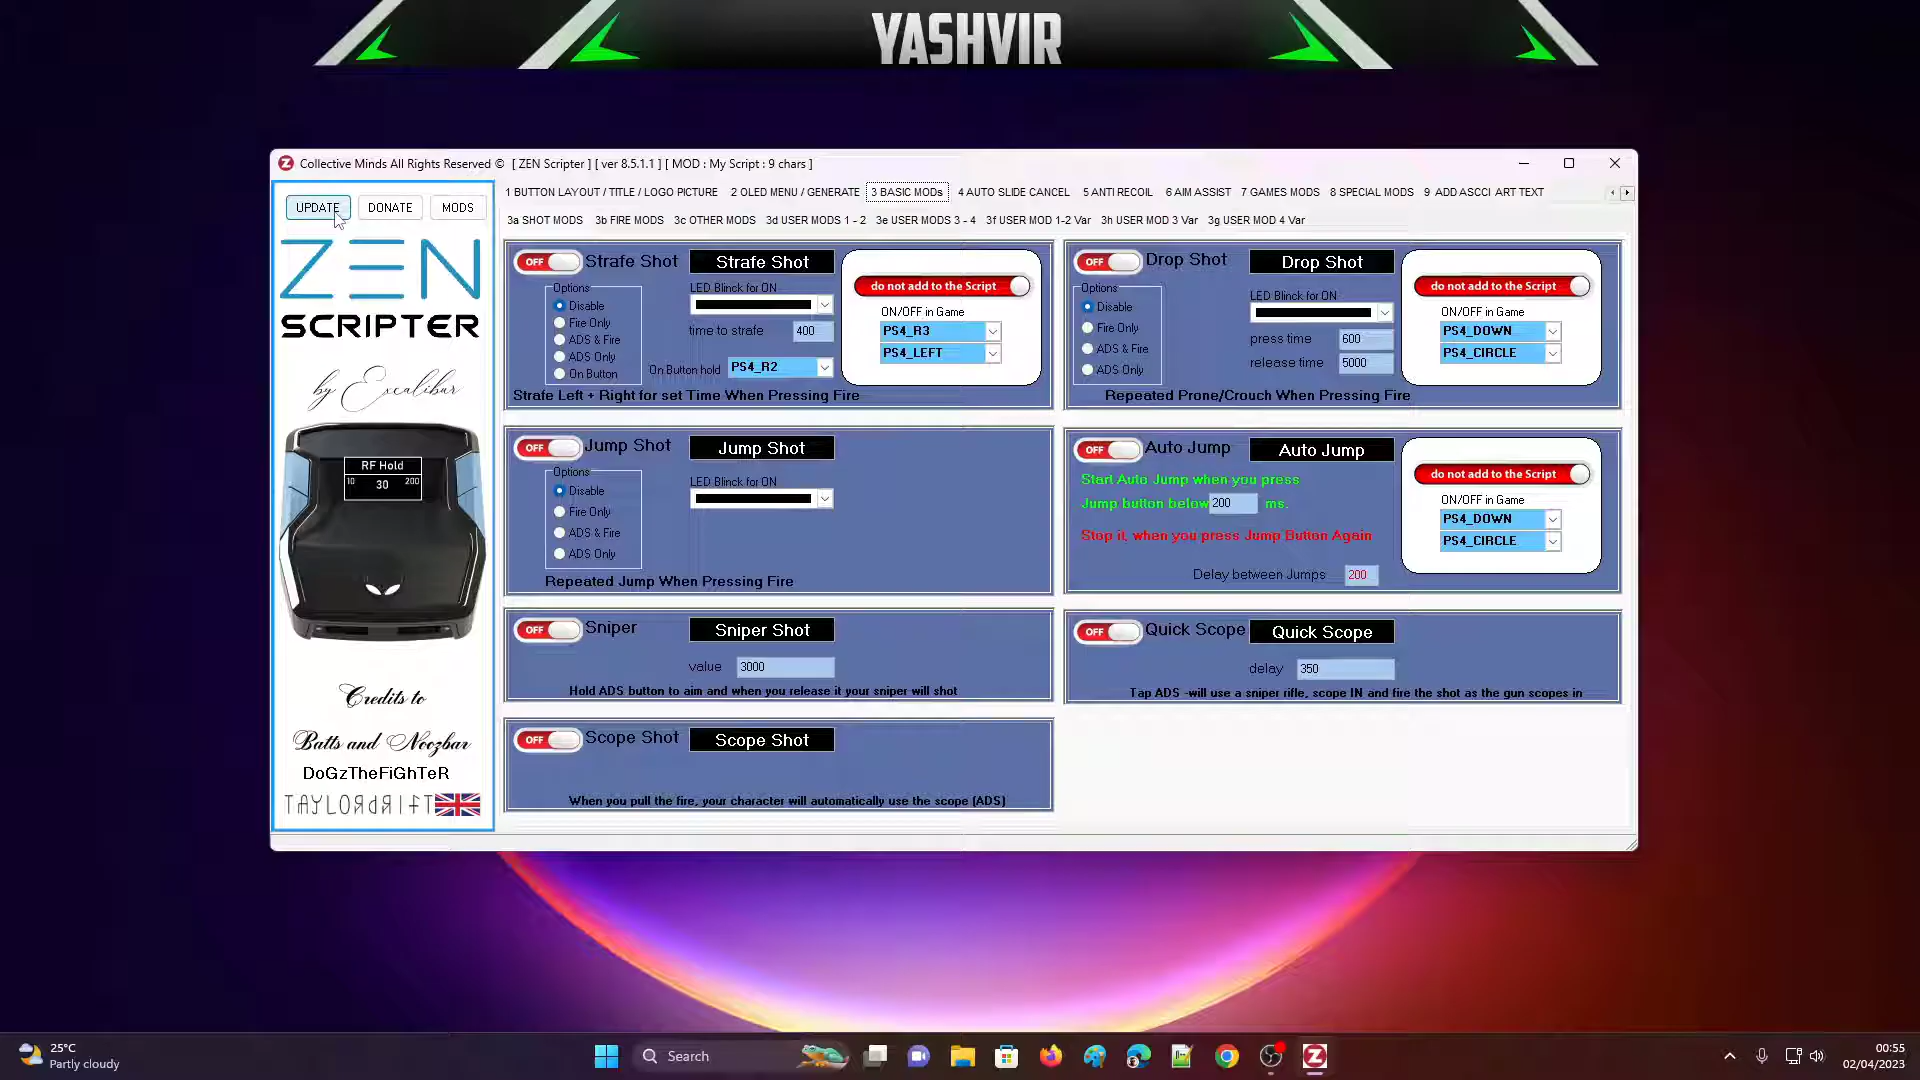 YASHVIR
Collective Minds All Rights Reserved © [ ZEN Scripter ] [ ver 8.5.1.1 ] [ MOD : My Script : 9 chars ]
UPDATE DONATE MODS
ZEN
SCRIPTER
by Excalibur
RF Hold
10 30 200
Credits to
Batts and Noozbar
DoGzTheFiGhTeR
TAYLORdRIFT
1 BUTTON LAYOUT / TITLE / LOGO PICTURE 2 OLED MENU / GENERATE 3 BASIC MODs 4 AUTO SLIDE CANCEL 5 ANTI RECOIL 6 AIM ASSIST 7 GAMES MODS 8 SPECIAL MODS 9 ADD ASCCI ART TEXT
3a SHOT MODS 3b FIRE MODS 3c OTHER MODS 3d USER MODS 1 - 2 3e USER MODS 3 - 4 3f USER MOD 1-2 Var 3h USER MOD 3 Var 3g USER MOD 4 Var
OFF Strafe Shot Strafe Shot
Options
Disable
Fire Only
ADS & Fire
ADS Only
On Button
LED Blinck for ON
time to strafe 400
On Button hold PS4_R2
do not add to the Script
ON/OFF in Game
PS4_R3
PS4_LEFT
Strafe Left + Right for set Time When Pressing Fire
OFF Drop Shot Drop Shot
Options
Disable
Fire Only
ADS & Fire
ADS Only
LED Blinck for ON
press time 600
release time 5000
do not add to the Script
ON/OFF in Game
PS4_DOWN
PS4_CIRCLE
Repeated Prone/Crouch When Pressing Fire
OFF Jump Shot Jump Shot
Options
Disable
Fire Only
ADS & Fire
ADS Only
LED Blinck for ON
Repeated Jump When Pressing Fire
OFF Auto Jump Auto Jump
Start Auto Jump when you press
Jump button below 200 ms.
Stop it, when you press Jump Button Again
Delay between Jumps 200
do not add to the Script
ON/OFF in Game
PS4_DOWN
PS4_CIRCLE
OFF Sniper Sniper Shot
value 3000
Hold ADS button to aim and when you release it your sniper will shot
OFF Quick Scope Quick Scope
delay 350
Tap ADS -will use a sniper rifle, scope IN and fire the shot as the gun scopes in
OFF Scope Shot Scope Shot
When you pull the fire, your character will automatically use the scope (ADS)
25°C
Partly cloudy
Search
00:55
02/04/2023